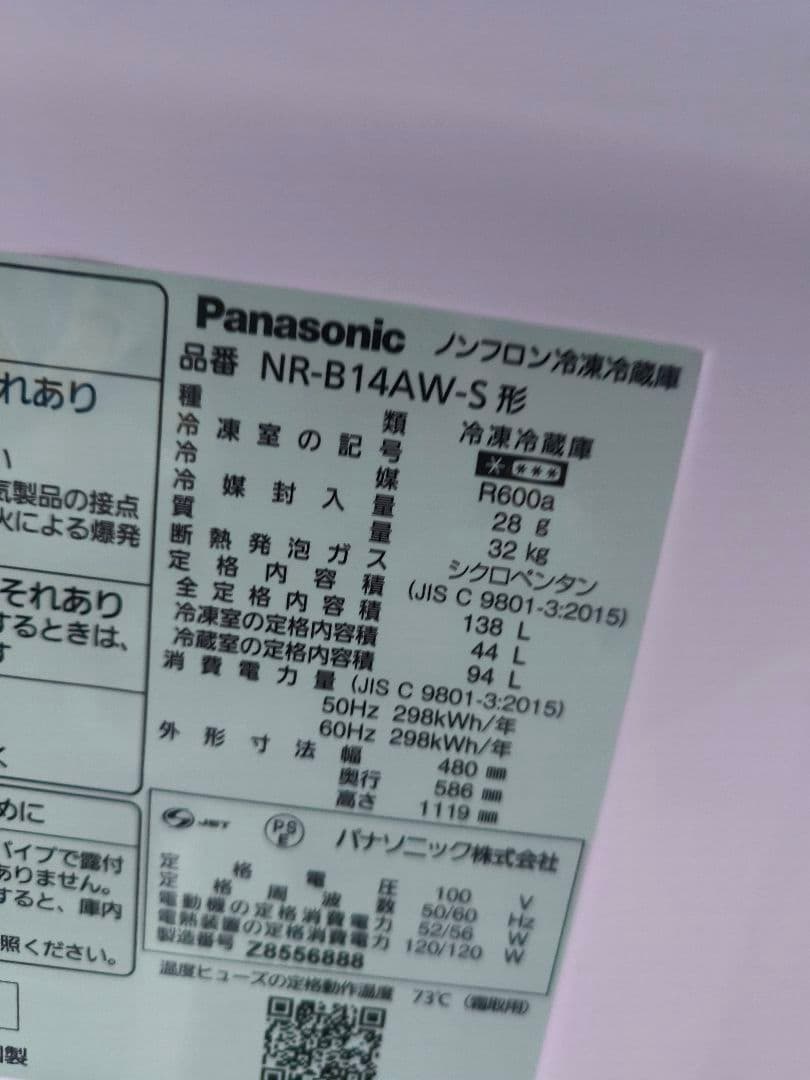 れあり
い
気製品の接点
火による爆発
それあり
するときは、
す
く
めに
パイプで露付
ありません。
すると、庫内
照ください。
国製
Panasonic ノンフロン冷凍冷蔵庫
品番 NR-B14AW-S 形
種類 冷凍冷蔵庫
冷凍室の記号 * ***
冷媒 R600a
冷媒封入量 28 g
質量 32 kg
断熱発泡ガス シクロペンタン
定格内容積 (JIS C 9801-3:2015)
全定格内容積 138 L
冷凍室の定格内容積 44 L
冷蔵室の定格内容積 94 L
消費電力量 (JIS C 9801-3:2015)
50Hz 298kWh/年
60Hz 298kWh/年
外形寸法 幅 480 mm
奥行 586 mm
高さ 1119 mm
JET PSE パナソニック株式会社
定格電圧 100 V
定格周波数 50/60 Hz
電動機の定格消費電力 52/56 W
電熱装置の定格消費電力 120/120 W
製造番号 Z8556888
温度ヒューズの定格動作温度 73℃ (霜取用)